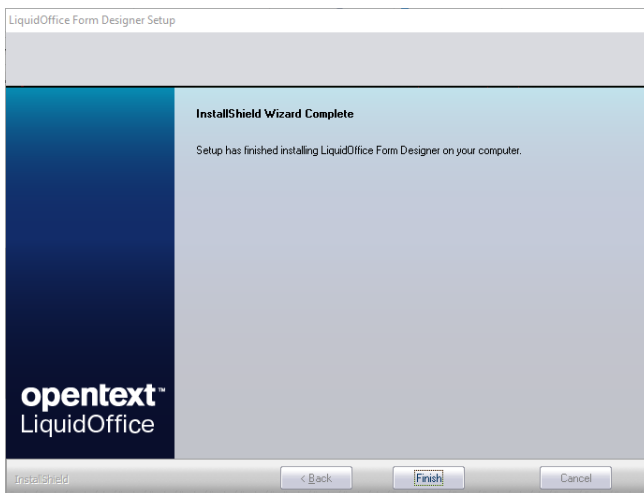 LiquidOffice Form Designer Setup
InstallShield Wizard Complete
Setup has finished installing LiquidOffice Form Designer on your computer.
opentext™
LiquidOffice
InstallShield
< Back
Finish
Cancel